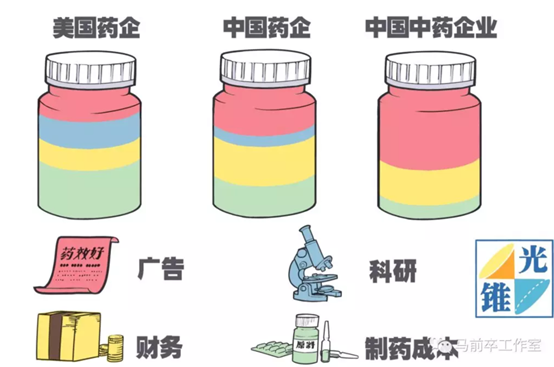 美国药企 中国药企 中国中药企业
药效好
广告
科研
光锥
财务
原料
制药成本
马前卒工作室